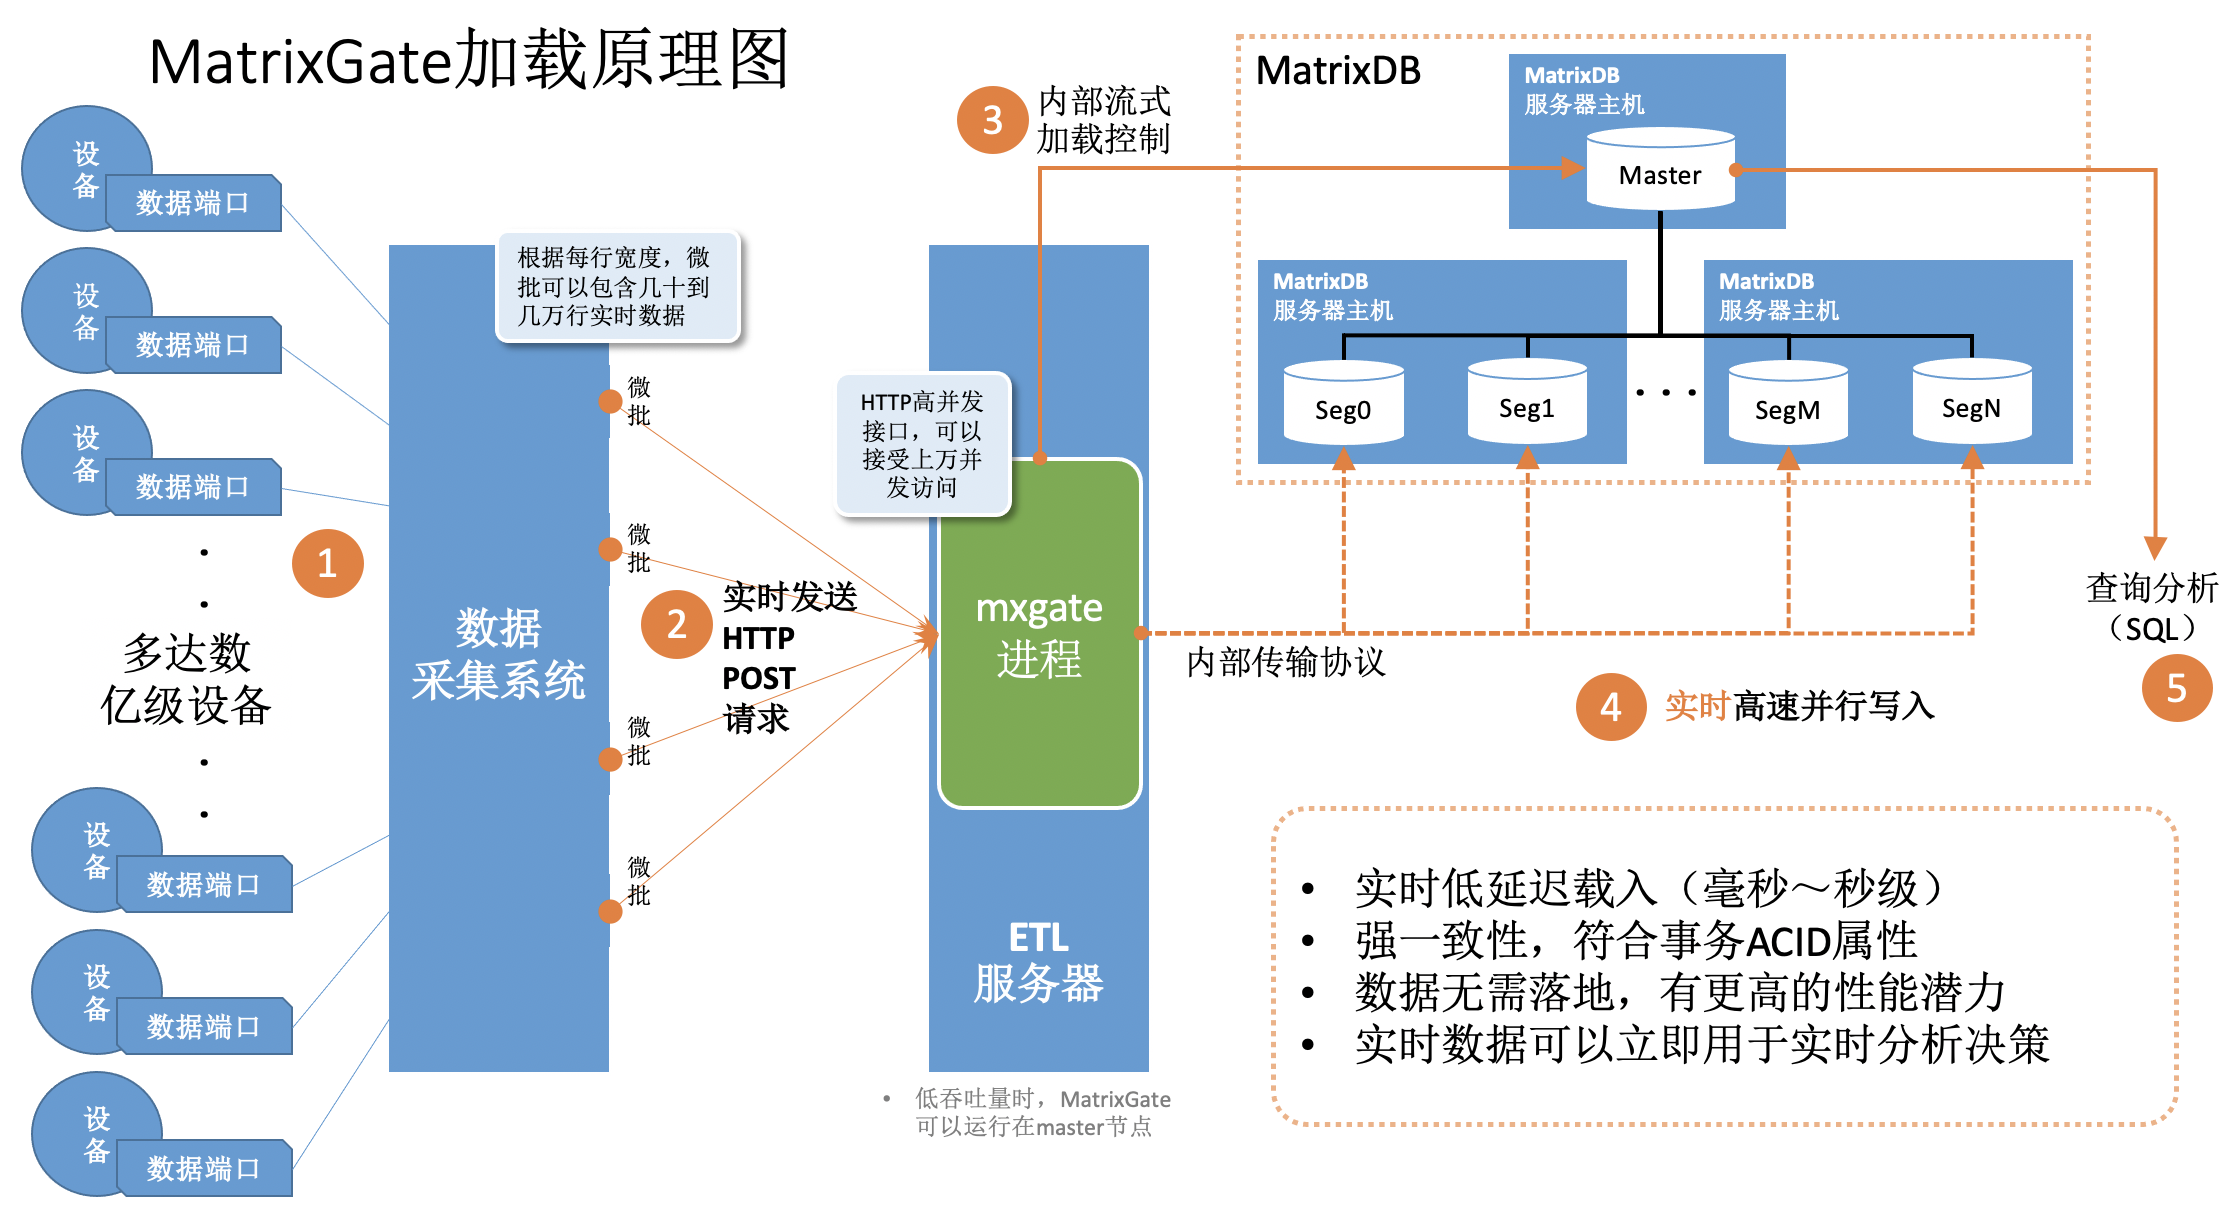 MatrixGate加载原理图
设
备
数据端口
设
备
数据端口
设
备
数据端口
1
多达数
亿级设备
设
备
数据端口
设
备
数据端口
设
备
数据端口
数据
采集系统
根据每行宽度，微
批可以包含几十到
几万行实时数据
微
批
微
批
微
批
微
批
2
实时发送
HTTP
POST
请求
HTTP高并发
接口，可以
接受上万并
发访问
mxgate
进程
ETL
服务器
• 低吞吐量时，MatrixGate
可以运行在master节点
3
内部流式
加载控制
MatrixDB
MatrixDB
服务器主机
Master
MatrixDB
服务器主机
Seg0
Seg1
• • •
MatrixDB
服务器主机
SegM
SegN
内部传输协议
4
实时高速并行写入
查询分析
（SQL）
5
• 实时低延迟载入（毫秒～秒级）
• 强一致性，符合事务ACID属性
• 数据无需落地，有更高的性能潜力
• 实时数据可以立即用于实时分析决策